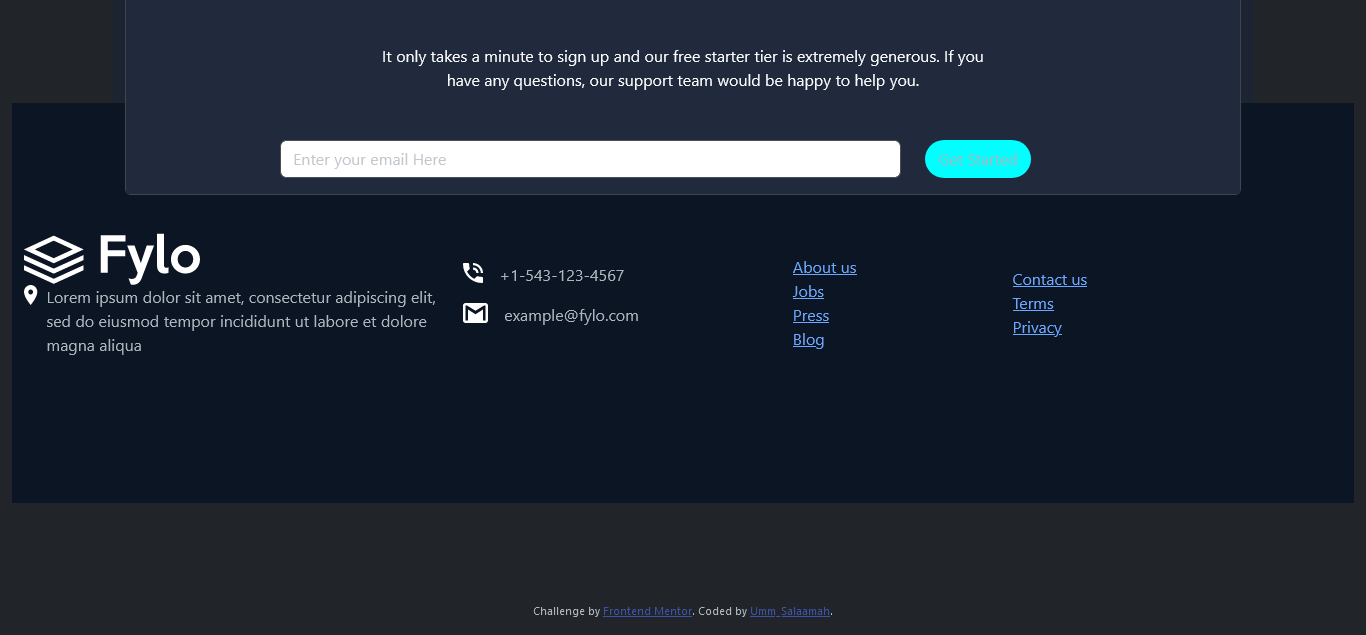 It only takes a minute to sign up and our free starter tier is extremely generous. If you
have any questions, our support team would be happy to help you.
Enter your email Here
Get Started
Fylo
Lorem ipsum dolor sit amet, consectetur adipiscing elit,
sed do eiusmod tempor incididunt ut labore et dolore
magna aliqua
+1-543-123-4567
example@fylo.com
About us
Jobs
Press
Blog
Contact us
Terms
Privacy
Challenge by Frontend Mentor. Coded by Umm_Salaamah.